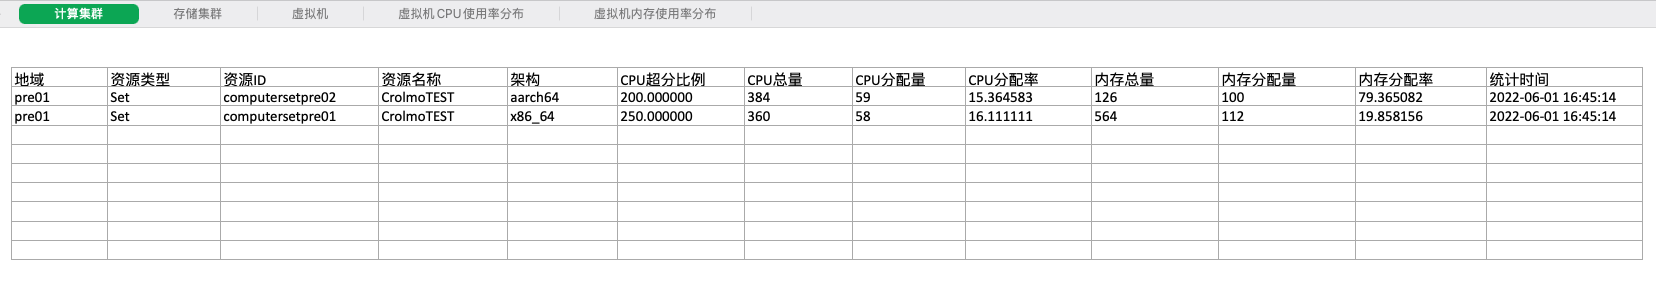 计算集群 存储集群 虚拟机 虚拟机CPU使用率分布 虚拟机内存使用率分布
地域 资源类型 资源ID 资源名称 架构 CPU超分比例 CPU总量 CPU分配量 CPU分配率 内存总量 内存分配量 内存分配率 统计时间
pre01 Set computersetpre02 CrolmoTEST aarch64 200.000000 384 59 15.364583 126 100 79.365082 2022-06-01 16:45:14
pre01 Set computersetpre01 CrolmoTEST x86_64 250.000000 360 58 16.111111 564 112 19.858156 2022-06-01 16:45:14